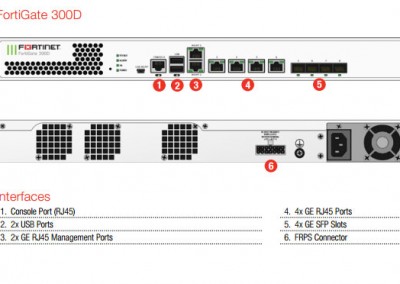 FortiGate 300D
FORTINET
FortiGate 300D
1
2
3
4
5
6
Interfaces
1. Console Port (RJ45)
2. 2x USB Ports
3. 2x GE RJ45 Management Ports
4. 4x GE RJ45 Ports
5. 4x GE SFP Slots
6. FRPS Connector